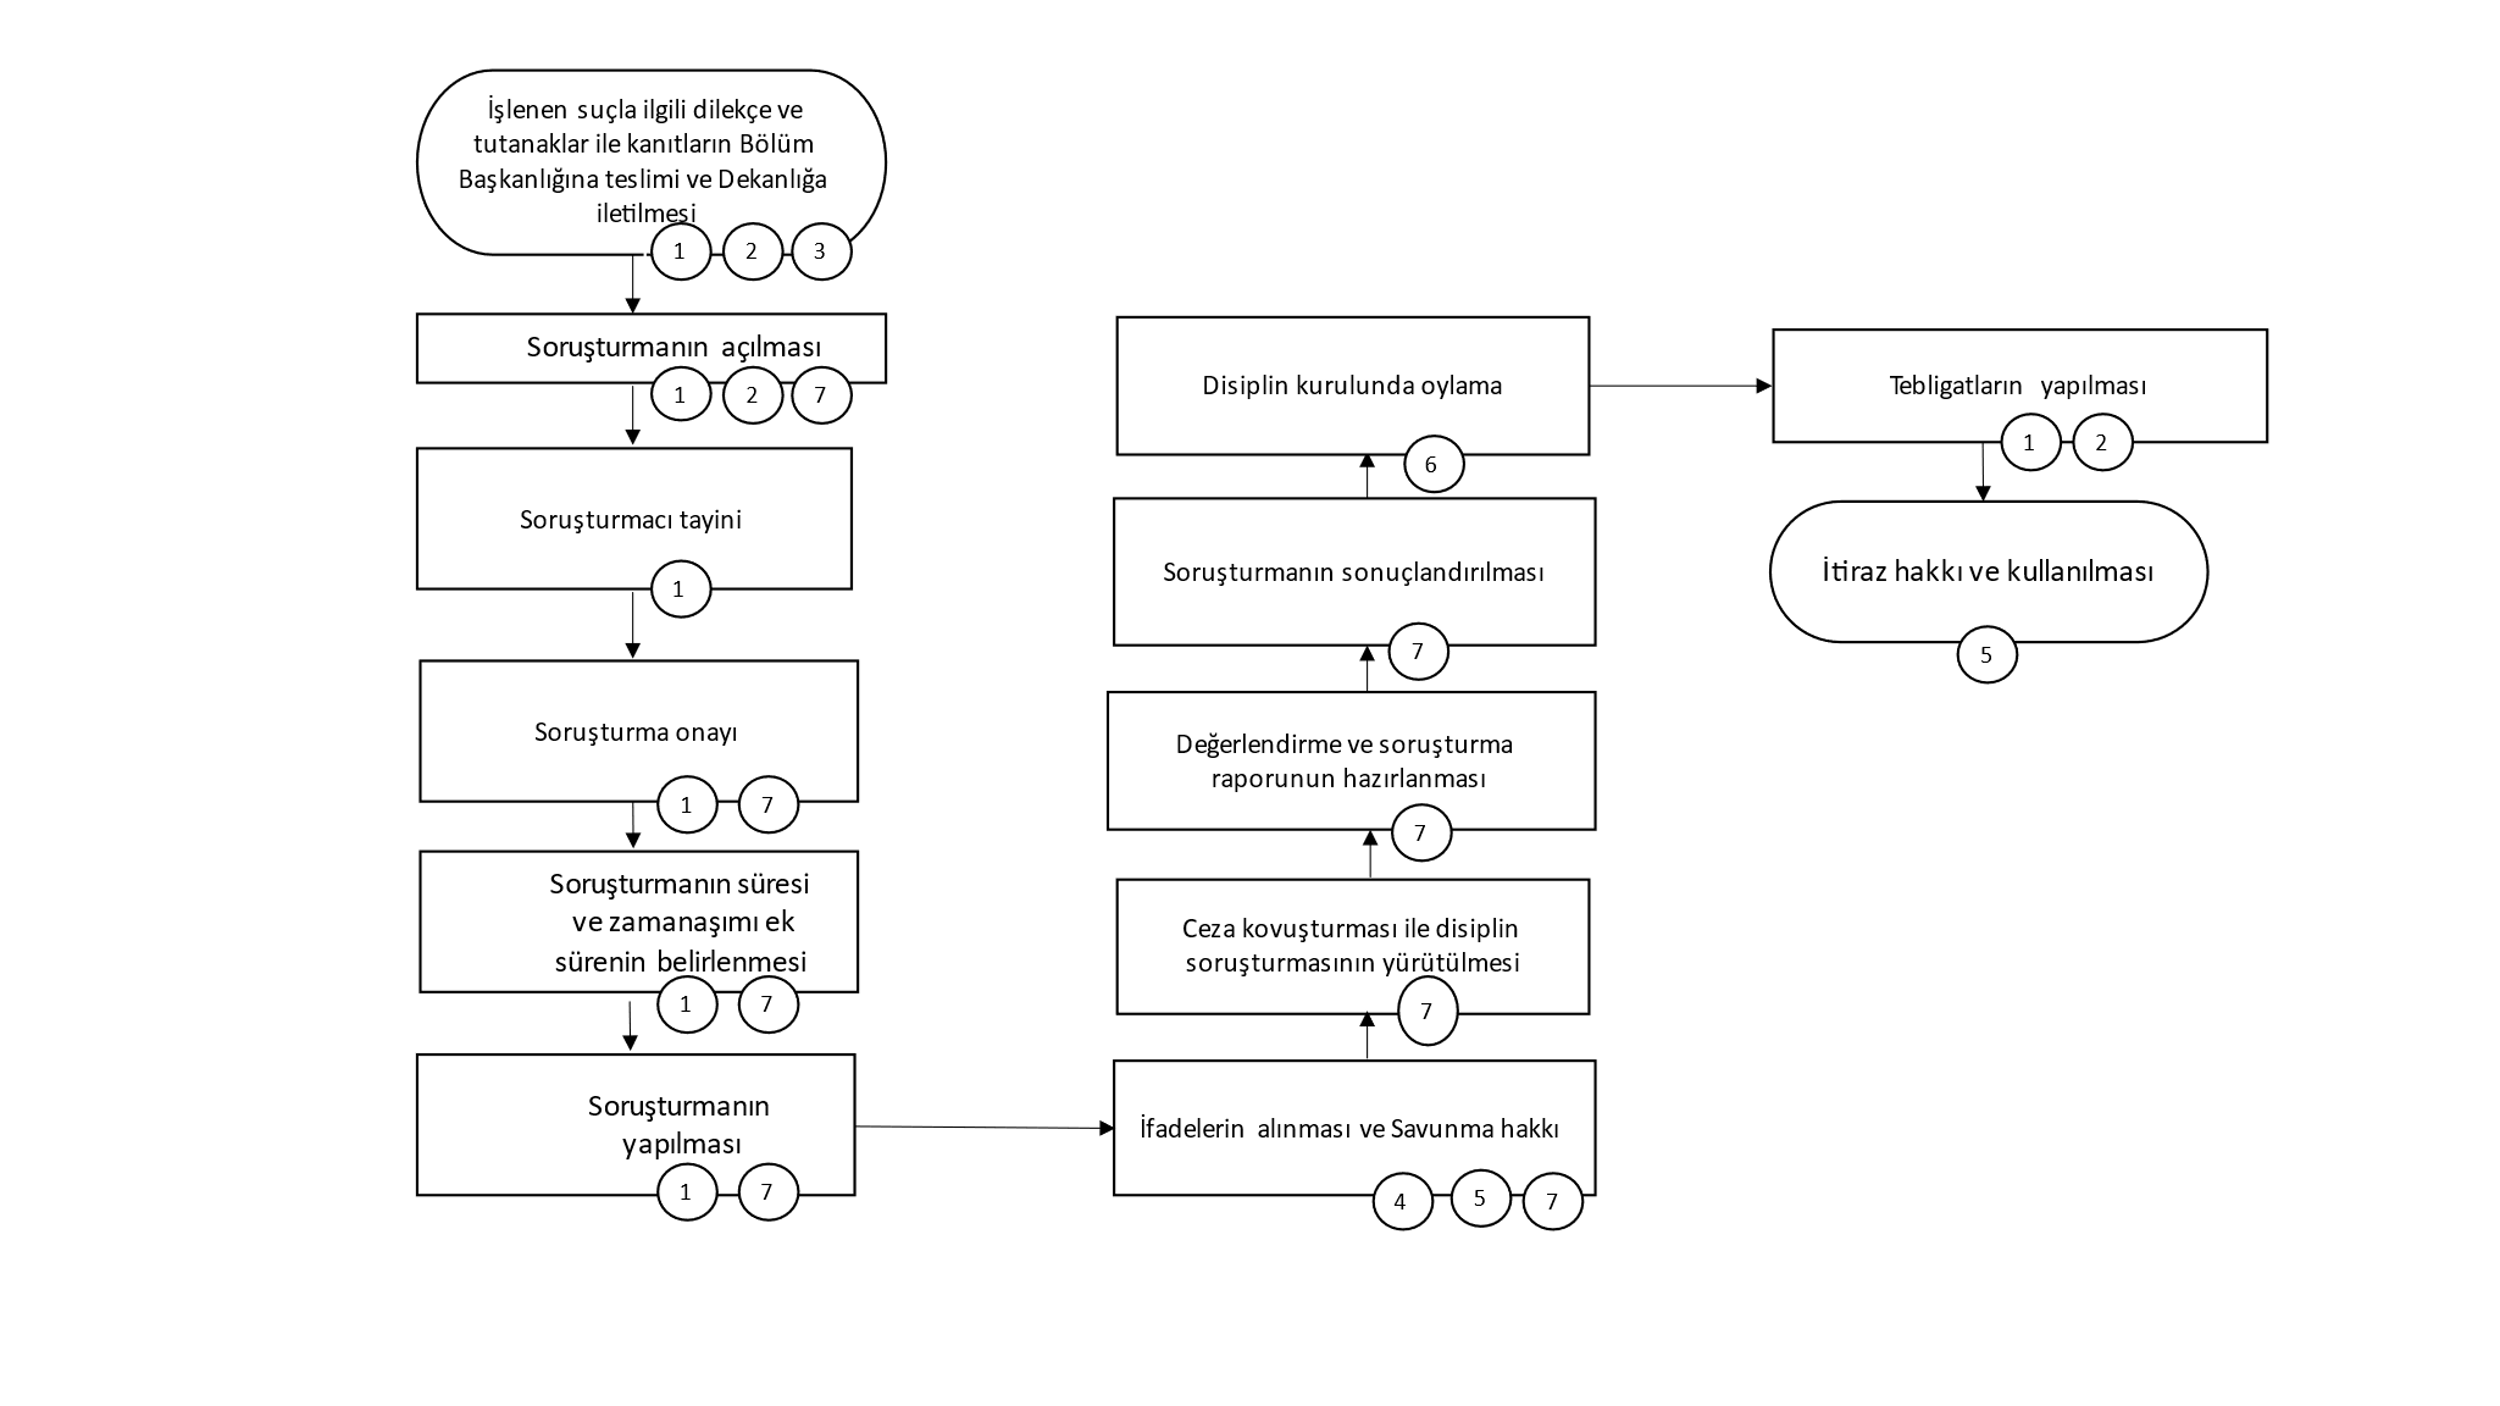 İşlenen suçla ilgili dilekçe ve
tutanaklar ile kanıtların Bölüm
Başkanlığına teslimi ve Dekanlığa
iletilmesi
1 2 3
Soruşturmanın açılması
1 2 7
Soruşturmacı tayini
1
Soruşturma onayı
1 7
Soruşturmanın süresi
ve zamanaşımı ek
sürenin belirlenmesi
1 7
Soruşturmanın
yapılması
1 7
İfadelerin alınması ve Savunma hakkı
4 5 7
Ceza kovuşturması ile disiplin
soruşturmasının yürütülmesi
7
Değerlendirme ve soruşturma
raporunun hazırlanması
7
Soruşturmanın sonuçlandırılması
7
Disiplin kurulunda oylama
6
Tebligatların yapılması
1 2
İtiraz hakkı ve kullanılması
5